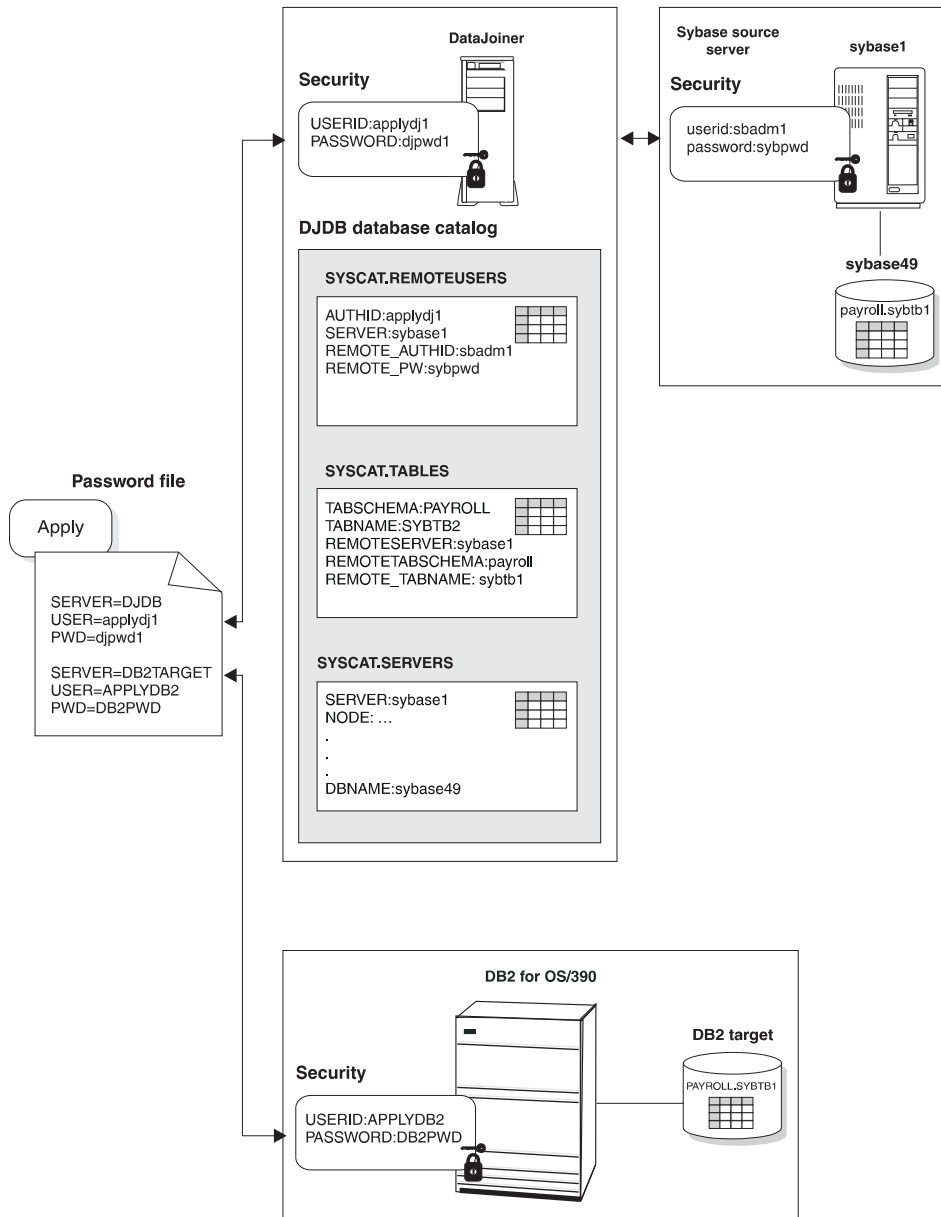 DataJoiner
Security
USERID:applydj1
PASSWORD:djpwd1
Sybase source
server
sybase1
Security
userid:sbadm1
password:sybpwd
sybase49
payroll.sybtb1
DJDB database catalog
SYSCAT.REMOTEUSERS
AUTHID:applydj1
SERVER:sybase1
REMOTE_AUTHID:sbadm1
REMOTE_PW:sybpwd
SYSCAT.TABLES
TABSCHEMA:PAYROLL
TABNAME:SYBTB2
REMOTESERVER:sybase1
REMOTETABSCHEMA:payroll
REMOTE_TABNAME: sybtb1
SYSCAT.SERVERS
SERVER:sybase1
NODE: ...
.
.
.
DBNAME:sybase49
Password file
Apply
SERVER=DJDB
USER=applydj1
PWD=djpwd1
SERVER=DB2TARGET
USER=APPLYDB2
PWD=DB2PWD
DB2 for OS/390
Security
USERID:APPLYDB2
PASSWORD:DB2PWD
DB2 target
PAYROLL.SYBTB1